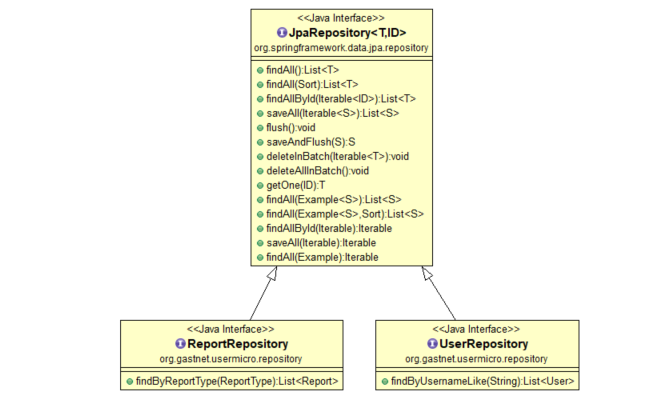 <<Java Interface>>
JpaRepository<T,ID>
org.springframework.data.jpa.repository
findAll():List<T>
findAll(Sort):List<T>
findAllById(Iterable<ID>):List<T>
saveAll(Iterable<S>):List<S>
flush():void
saveAndFlush(S):S
deleteInBatch(Iterable<T>):void
deleteAllInBatch():void
getOne(ID):T
findAll(Example<S>):List<S>
findAll(Example<S>,Sort):List<S>
findAllById(Iterable):Iterable
saveAll(Iterable):Iterable
findAll(Example):Iterable
<<Java Interface>>
ReportRepository
org.gastnet.usermicro.repository
findByReportType(ReportType):List<Report>
<<Java Interface>>
UserRepository
org.gastnet.usermicro.repository
findByUsernameLike(String):List<User>